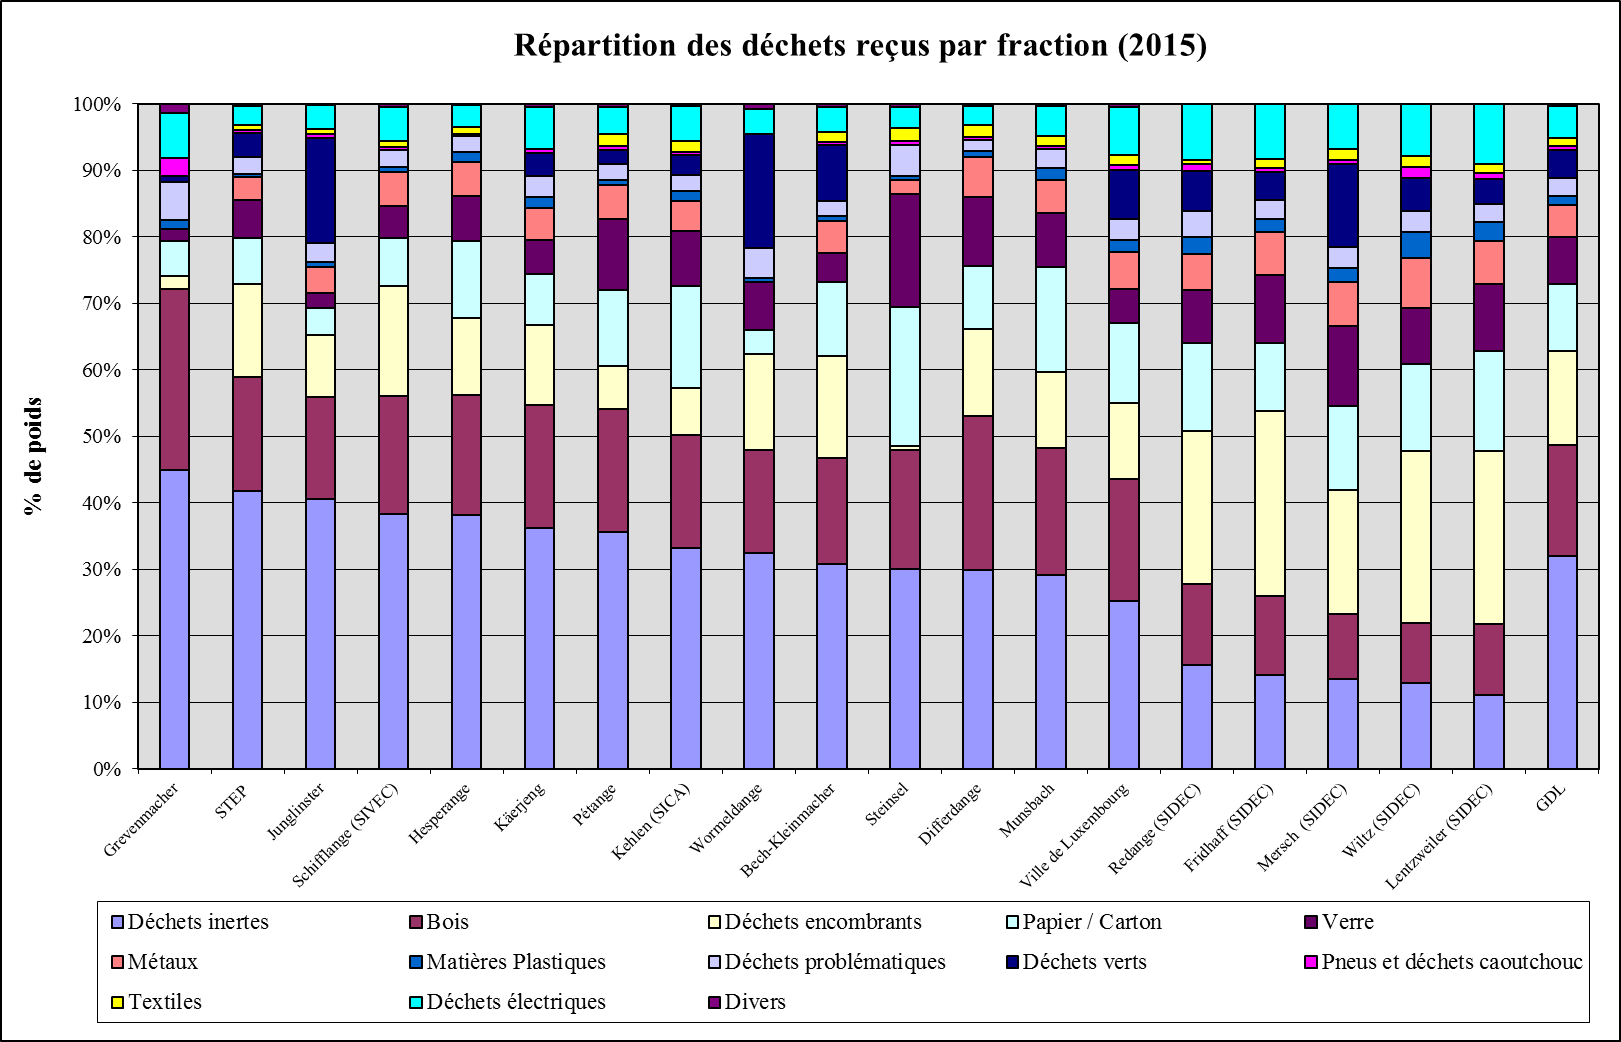 Répartition des déchets reçus par fraction (2015)
% de poids
100%
90%
80%
70%
60%
50%
40%
30%
20%
10%
0%
Grevenmacher
STEP
Junglinster
Schifflange (SIVEC)
Hesperange
Käerjeng
Pétange
Kehlen (SICA)
Wormeldange
Bech-Kleinmacher
Steinsel
Differdange
Munsbach
Ville de Luxembourg
Redange (SIDEC)
Fridhaff (SIDEC)
Mersch (SIDEC)
Wiltz (SIDEC)
Lentzweiler (SIDEC)
GDL
Déchets inertes Bois Déchets encombrants Papier / Carton Verre
Métaux Matières Plastiques Déchets problématiques Déchets verts Pneus et déchets caoutchouc
Textiles Déchets électriques Divers